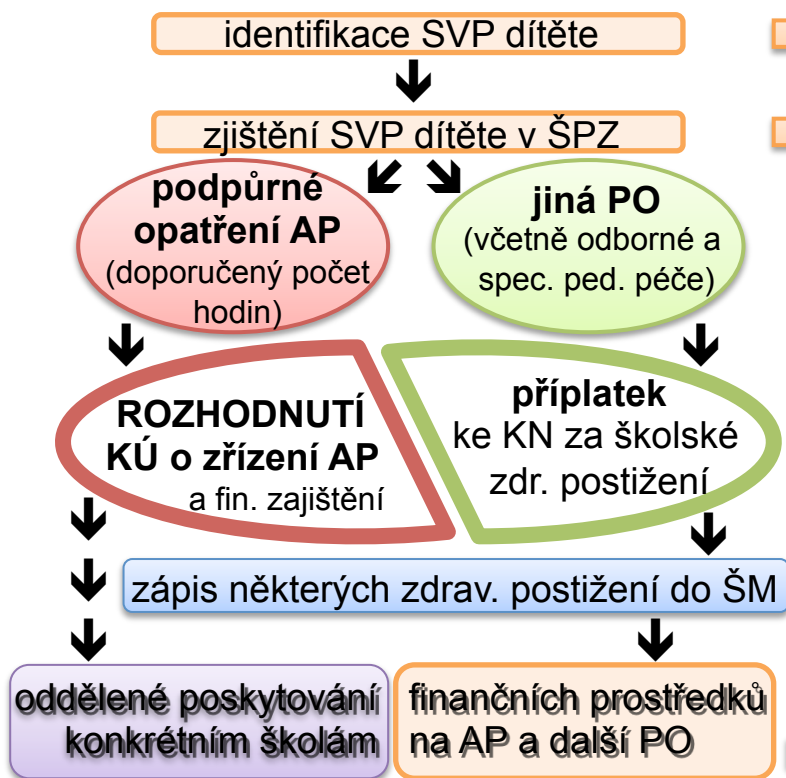 identifikace SVP dítěte
zjištění SVP dítěte v ŠPZ
podpůrné
opatření AP
(doporučený počet
hodin)
jiná PO
(včetně odborné a
spec. ped. péče)
ROZHODNUTÍ
KÚ o zřízení AP
a fin. zajištění
příplatek
ke KN za školské
zdr. postižení
zápis některých zdrav. postižení do ŠM
oddělené poskytování
konkrétním školám
finančních prostředků
na AP a další PO